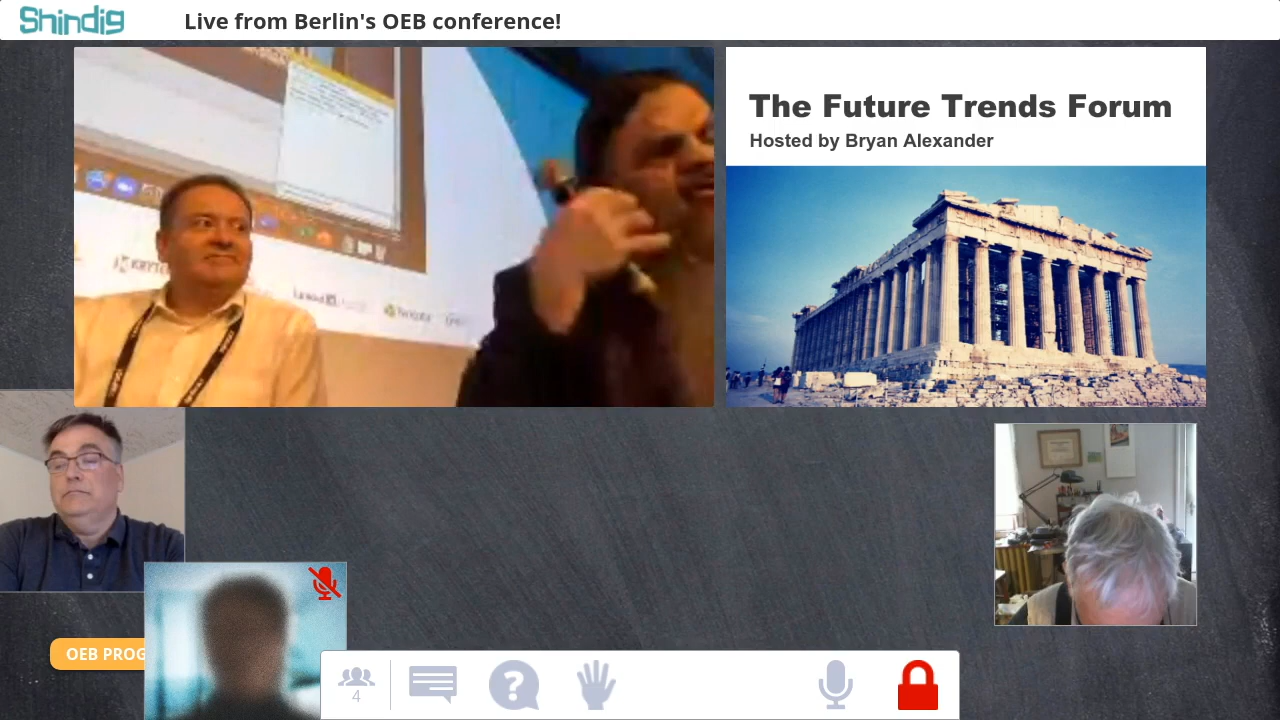 Shindig
Live from Berlin's OEB conference!
The Future Trends Forum
Hosted by Bryan Alexander
OEB PROG
4